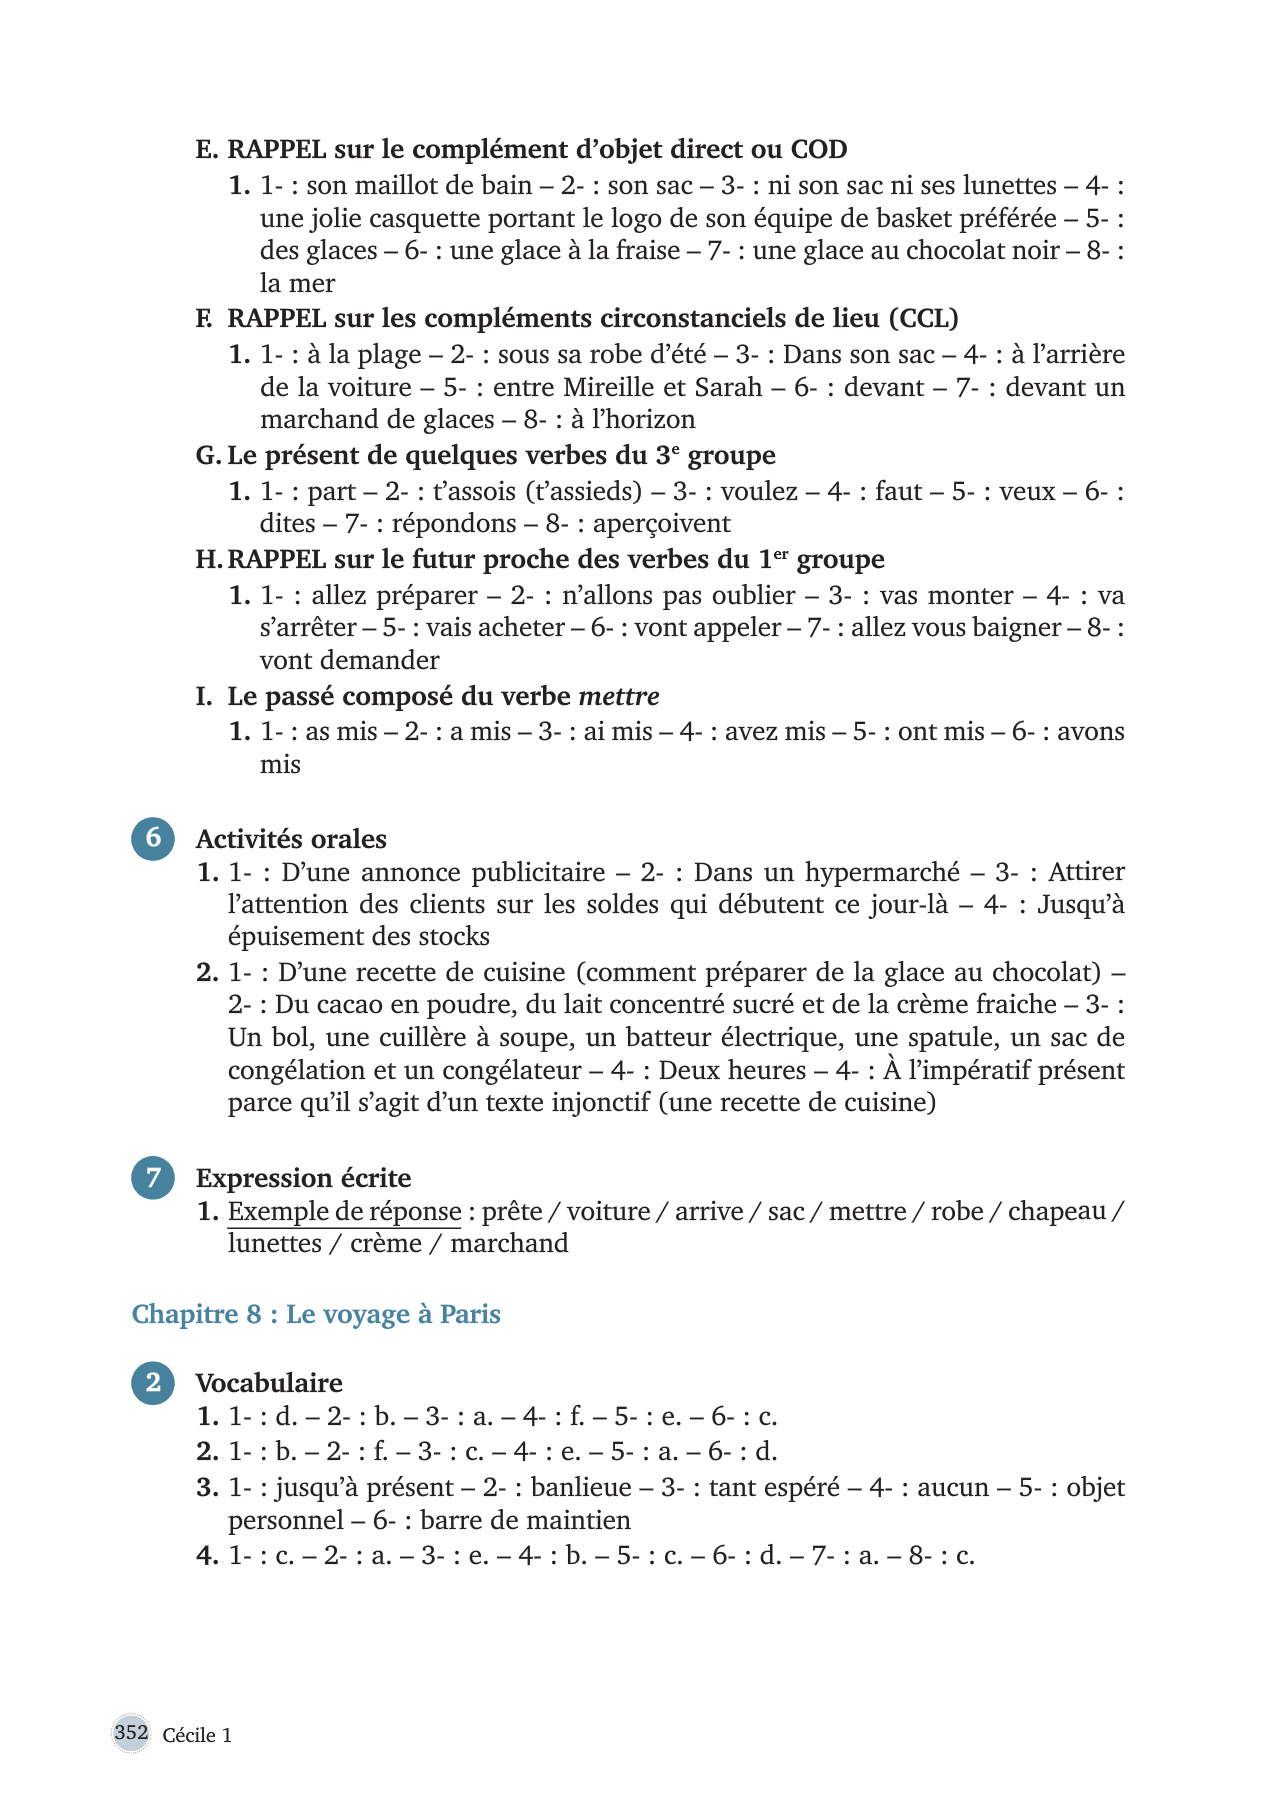 E. RAPPEL sur le complément d’objet direct ou COD
1. 1- : son maillot de bain – 2- : son sac – 3- : ni son sac ni ses lunettes – 4- :
une jolie casquette portant le logo de son équipe de basket préférée – 5- :
des glaces – 6- : une glace à la fraise – 7- : une glace au chocolat noir – 8- :
la mer
F. RAPPEL sur les compléments circonstanciels de lieu (CCL)
1. 1- : à la plage – 2- : sous sa robe d’été – 3- : Dans son sac – 4- : à l’arrière
de la voiture – 5- : entre Mireille et Sarah – 6- : devant – 7- : devant un
marchand de glaces – 8- : à l’horizon
G. Le présent de quelques verbes du 3e groupe
1. 1- : part – 2- : t’assois (t’assieds) – 3- : voulez – 4- : faut – 5- : veux – 6- :
dites – 7- : répondons – 8- : aperçoivent
H. RAPPEL sur le futur proche des verbes du 1er groupe
1. 1- : allez préparer – 2- : n’allons pas oublier – 3- : vas monter – 4- : va
s’arrêter – 5- : vais acheter – 6- : vont appeler – 7- : allez vous baigner – 8- :
vont demander
I. Le passé composé du verbe mettre
1. 1- : as mis – 2- : a mis – 3- : ai mis – 4- : avez mis – 5- : ont mis – 6- : avons
mis
6 Activités orales
1. 1- : D’une annonce publicitaire – 2- : Dans un hypermarché – 3- : Attirer
l’attention des clients sur les soldes qui débutent ce jour-là – 4- : Jusqu’à
épuisement des stocks
2. 1- : D’une recette de cuisine (comment préparer de la glace au chocolat) –
2- : Du cacao en poudre, du lait concentré sucré et de la crème fraiche – 3- :
Un bol, une cuillère à soupe, un batteur électrique, une spatule, un sac de
congélation et un congélateur – 4- : Deux heures – 4- : À l’impératif présent
parce qu’il s’agit d’un texte injonctif (une recette de cuisine)
7 Expression écrite
1. Exemple de réponse : prête / voiture / arrive / sac / mettre / robe / chapeau /
lunettes / crème / marchand
Chapitre 8 : Le voyage à Paris
2 Vocabulaire
1. 1- : d. – 2- : b. – 3- : a. – 4- : f. – 5- : e. – 6- : c.
2. 1- : b. – 2- : f. – 3- : c. – 4- : e. – 5- : a. – 6- : d.
3. 1- : jusqu’à présent – 2- : banlieue – 3- : tant espéré – 4- : aucun – 5- : objet
personnel – 6- : barre de maintien
4. 1- : c. – 2- : a. – 3- : e. – 4- : b. – 5- : c. – 6- : d. – 7- : a. – 8- : c.
352 Cécile 1